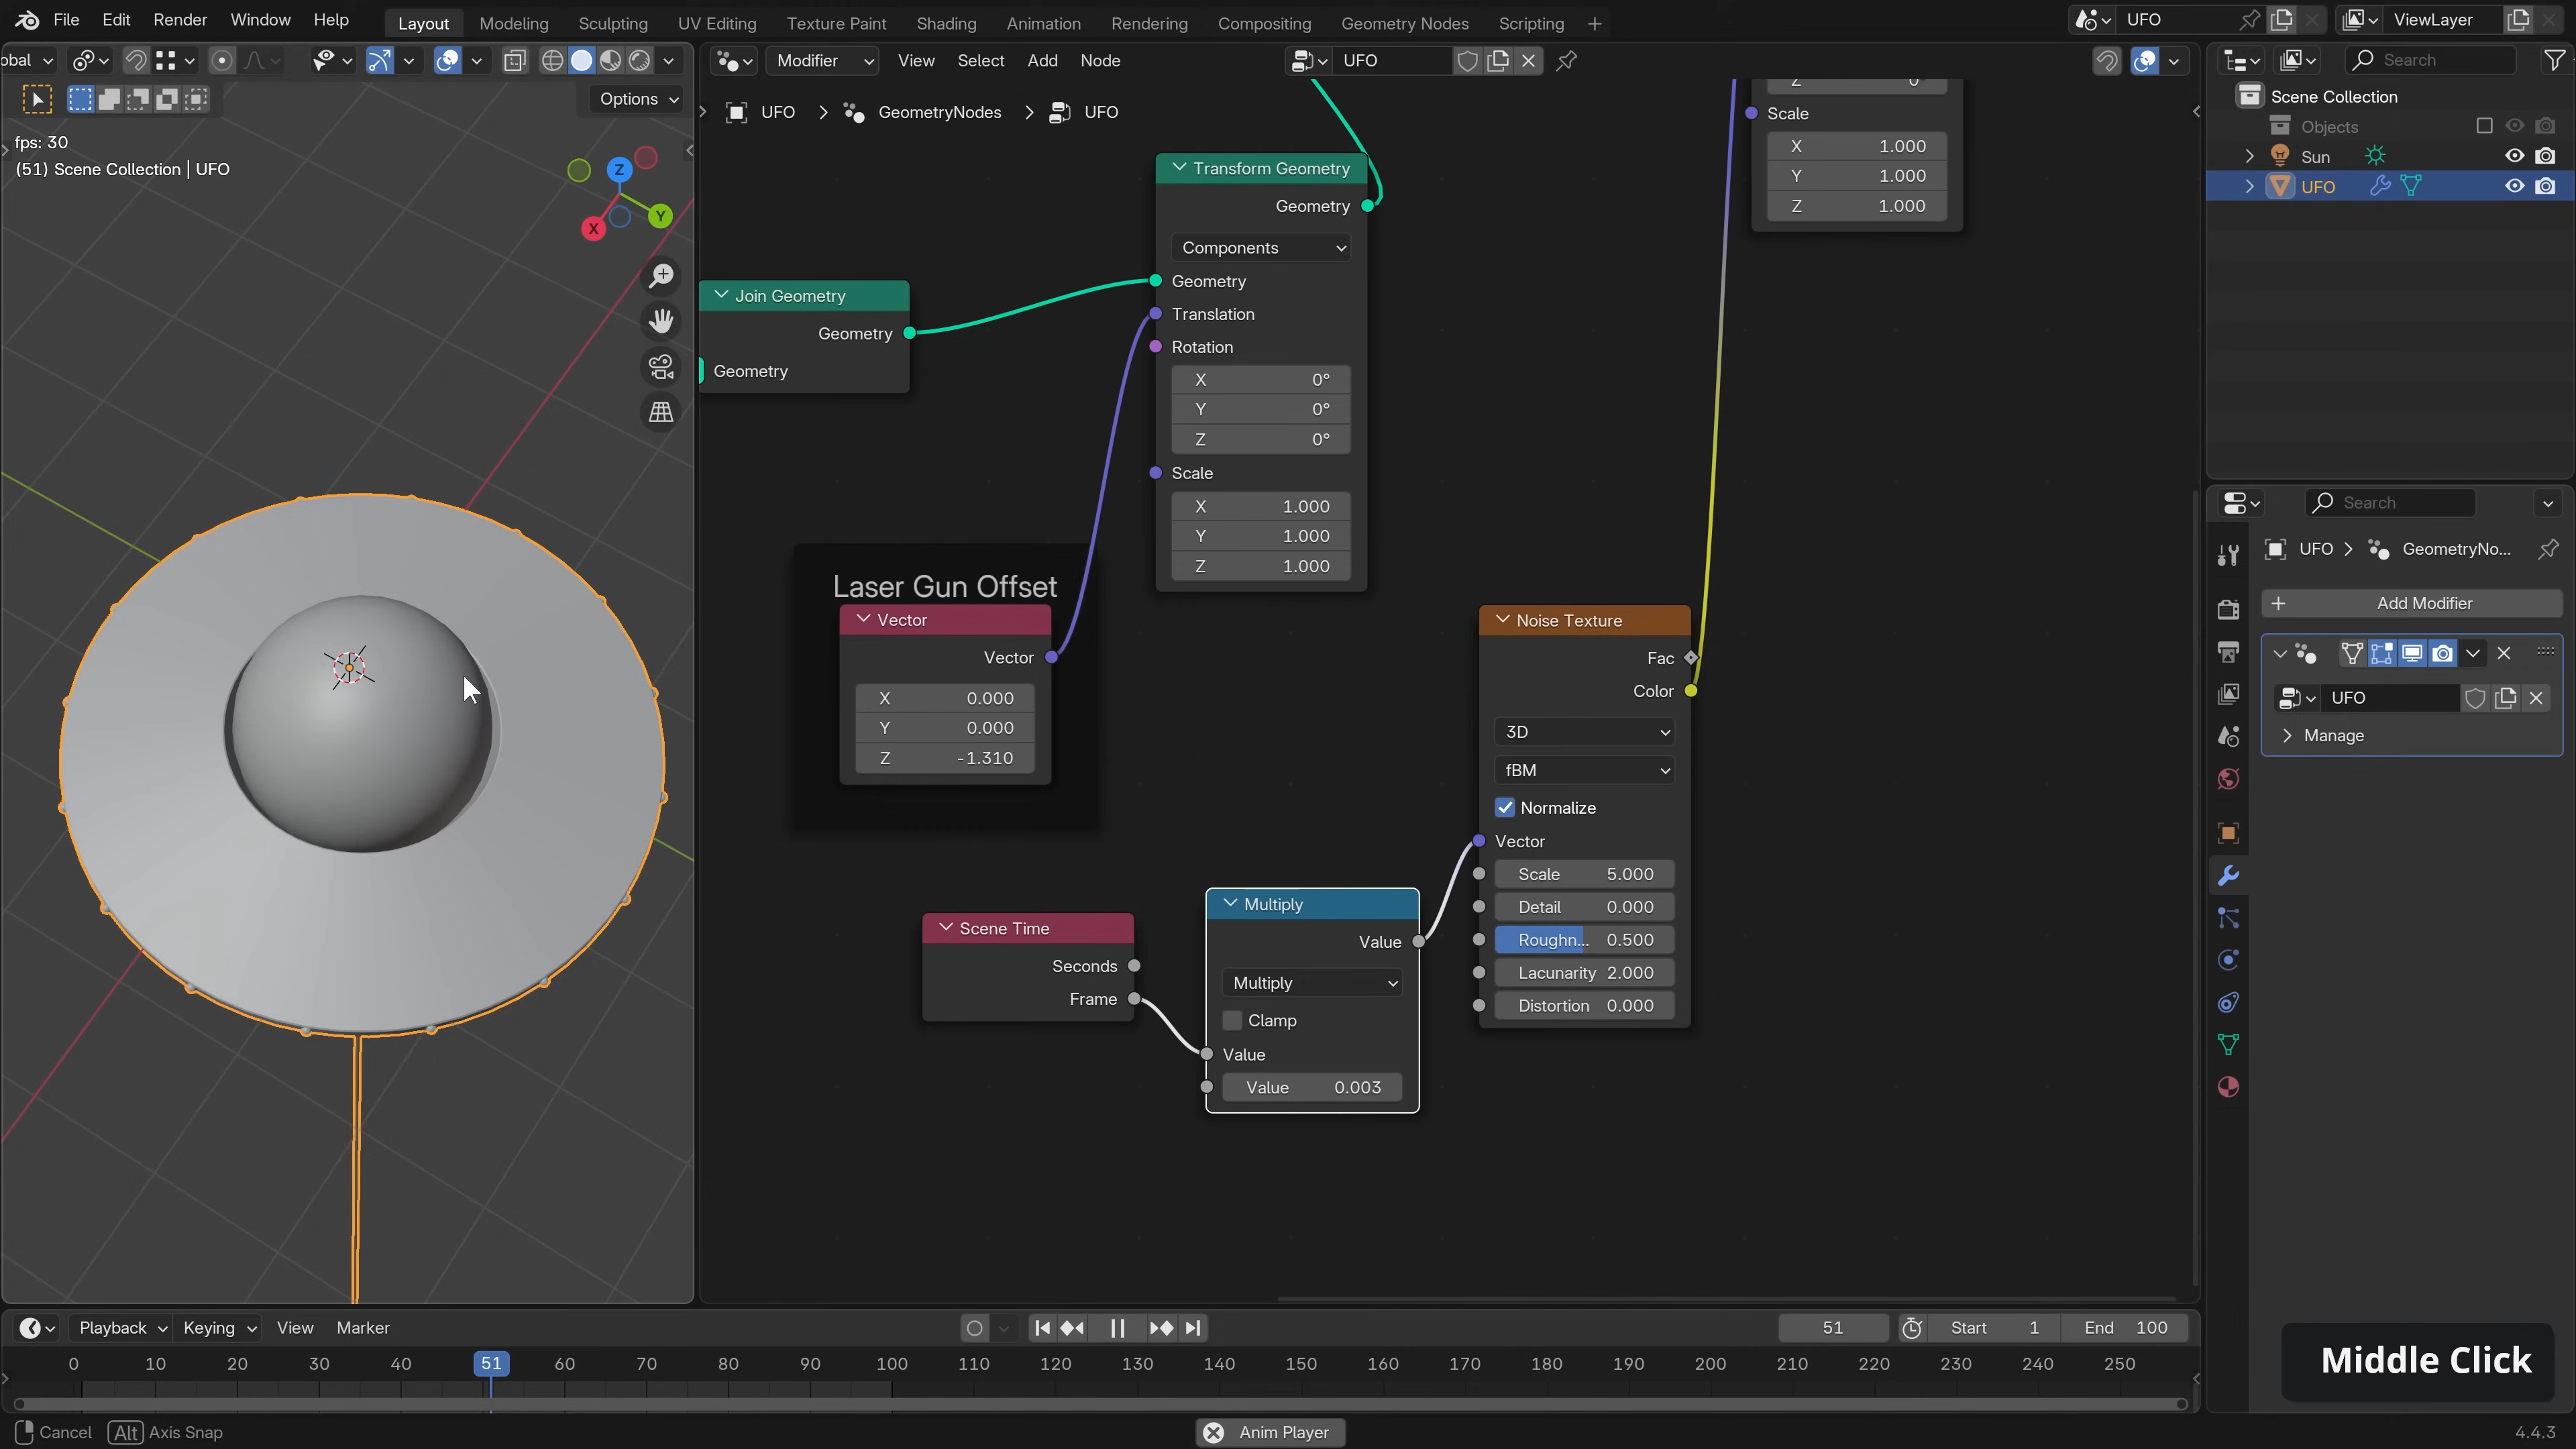 File Edit Render Window Help Layout Modeling Sculpting UV Editing Texture Paint Shading Animation Rendering Compositing Geometry Nodes Scripting + UFO ViewLayer
obal Modifier View Select Add Node UFO Search
Options
UFO > GeometryNodes > UFO
fps: 30
(51) Scene Collection | UFO
Z
Y
X
Join Geometry
Geometry
Geometry
Transform Geometry
Geometry
Components
Geometry
Translation
Rotation
X 0°
Y 0°
Z 0°
Scale
X 1.000
Y 1.000
Z 1.000
Z 0°
Scale
X 1.000
Y 1.000
Z 1.000
Laser Gun Offset
Vector
Vector
X 0.000
Y 0.000
Z -1.310
Scene Time
Seconds
Frame
Multiply
Value
Multiply
Clamp
Value
Value 0.003
Noise Texture
Fac
Color
3D
fBM
Normalize
Vector
Scale 5.000
Detail 0.000
Roughn... 0.500
Lacunarity 2.000
Distortion 0.000
Scene Collection
Objects
Sun
UFO
Search
UFO > GeometryNo...
+ Add Modifier
UFO
Manage
Playback Keying View Marker 51 Start 1 End 100
0 10 20 30 40 51 60 70 80 90 100 110 120 130 140 150 160 170 180 190 200 210 220 230 240 250
Middle Click
Cancel Alt Axis Snap Anim Player 4.4.3